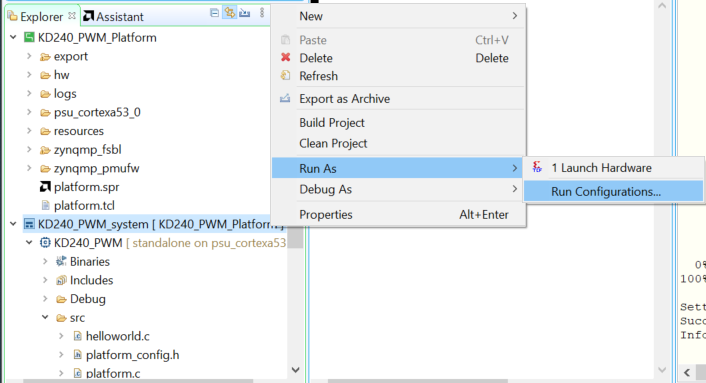 Explorer
Assistant
KD240_PWM_Platform
export
hw
logs
psu_cortexa53_0
resources
zynqmp_fsbl
zynqmp_pmufw
platform.spr
platform.tcl
KD240_PWM_system [ KD240_PWM_Platform ]
KD240_PWM [ standalone on psu_cortexa53
Binaries
Includes
Debug
src
helloworld.c
platform_config.h
platform.c
New
Paste Ctrl+V
Delete Delete
Refresh
Export as Archive
Build Project
Clean Project
Run As
Debug As
Properties Alt+Enter
1 Launch Hardware
Run Configurations...
0%
100%
Sett
Succ
Info